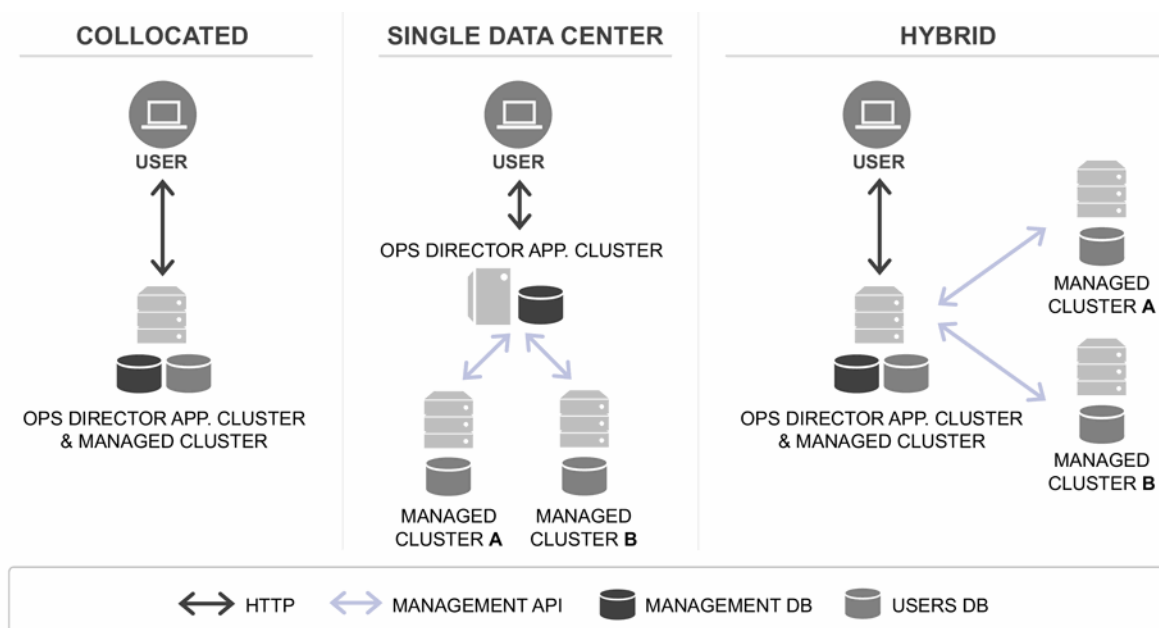 COLLOCATED
USER
OPS DIRECTOR APP. CLUSTER
& MANAGED CLUSTER
SINGLE DATA CENTER
USER
OPS DIRECTOR APP. CLUSTER
MANAGED
CLUSTER A
MANAGED
CLUSTER B
HYBRID
USER
OPS DIRECTOR APP. CLUSTER
& MANAGED CLUSTER
MANAGED
CLUSTER A
MANAGED
CLUSTER B
HTTP
MANAGEMENT API
MANAGEMENT DB
USERS DB